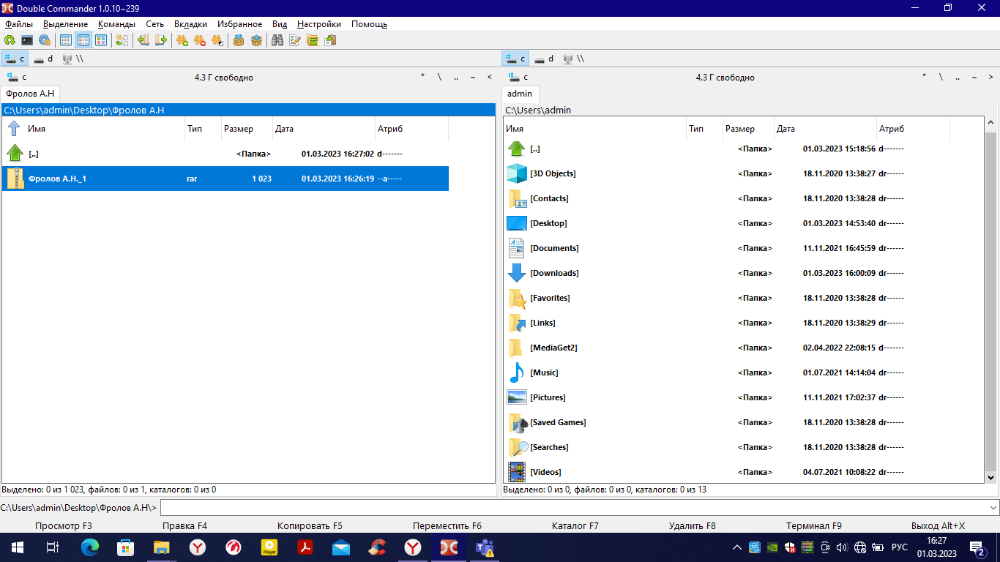 Double Commander 1.0.10~239
Файлы Выделение Команды Сеть Вкладки Избранное Вид Настройки Помощь
c d \\ c d \\
c 4.3 Г свободно * \ .. ~ < c 4.3 Г свободно * \ .. ~ >
Фролов А.Н admin
C:\Users\admin\Desktop\Фролов А.Н
Имя Тип Размер Дата Атриб
[..] <Папка> 01.03.2023 16:27:02 d-------
Фролов А.Н._1 rar 1 023 01.03.2023 16:26:19 --a-----
Выделено: 0 из 1 023, файлов: 0 из 1, каталогов: 0 из 0
C:\Users\admin
Имя Тип Размер Дата Атриб
[..] <Папка> 01.03.2023 15:18:56 d-------
[3D Objects] <Папка> 18.11.2020 13:38:27 dr------
[Contacts] <Папка> 18.11.2020 13:38:28 dr------
[Desktop] <Папка> 01.03.2023 14:53:40 dr------
[Documents] <Папка> 11.11.2021 16:45:59 dr------
[Downloads] <Папка> 01.03.2023 16:00:09 dr------
[Favorites] <Папка> 18.11.2020 13:38:28 dr------
[Links] <Папка> 18.11.2020 13:38:29 dr------
[MediaGet2] <Папка> 02.04.2022 22:08:15 d-------
[Music] <Папка> 01.07.2021 14:14:04 dr------
[Pictures] <Папка> 11.11.2021 17:02:37 dr------
[Saved Games] <Папка> 18.11.2020 13:38:28 dr------
[Searches] <Папка> 18.11.2020 13:38:28 dr------
[Videos] <Папка> 04.07.2021 10:08:22 dr------
Выделено: 0 из 0, файлов: 0 из 0, каталогов: 0 из 13
C:\Users\admin\Desktop\Фролов А.Н\>
Просмотр F3 Правка F4 Копировать F5 Переместить F6 Каталог F7 Удалить F8 Терминал F9 Выход Alt+X
Player
РУС
16:27
01.03.2023
2